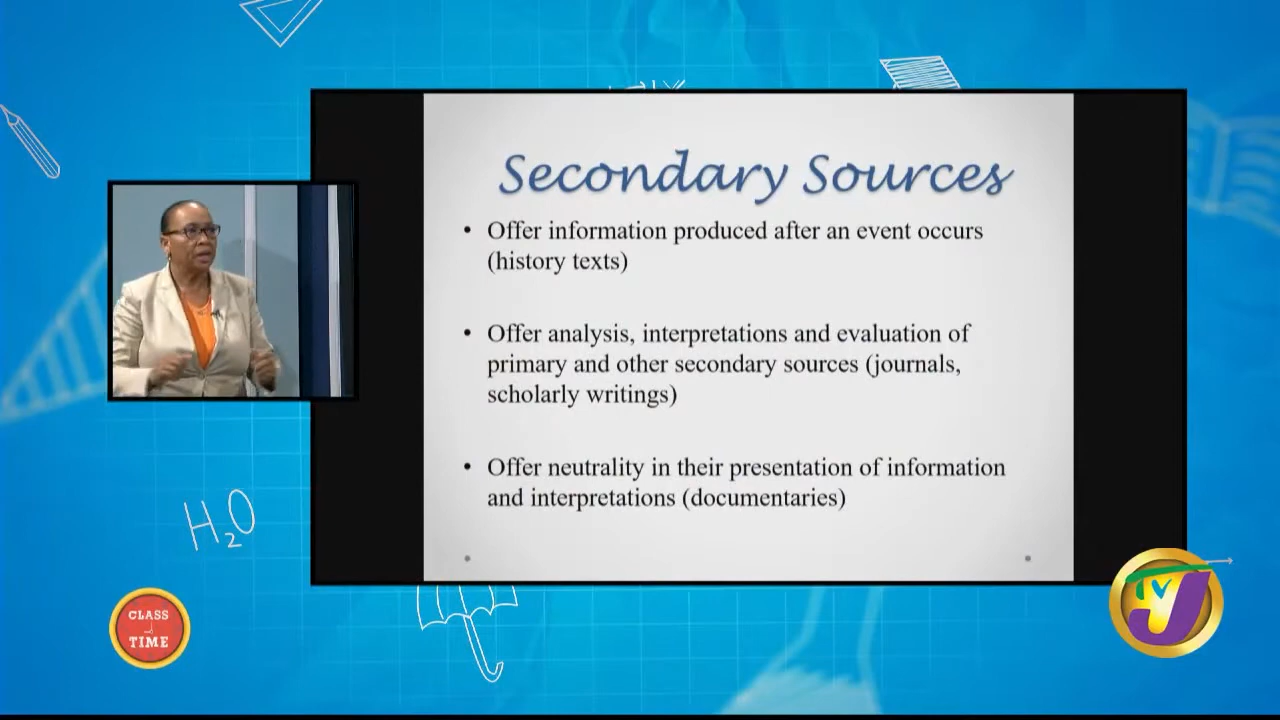 Secondary Sources
• Offer information produced after an event occurs
(history texts)
• Offer analysis, interpretations and evaluation of
primary and other secondary sources (journals,
scholarly writings)
• Offer neutrality in their presentation of information
and interpretations (documentaries)
H₂O
CLASS
TIME
TVJ